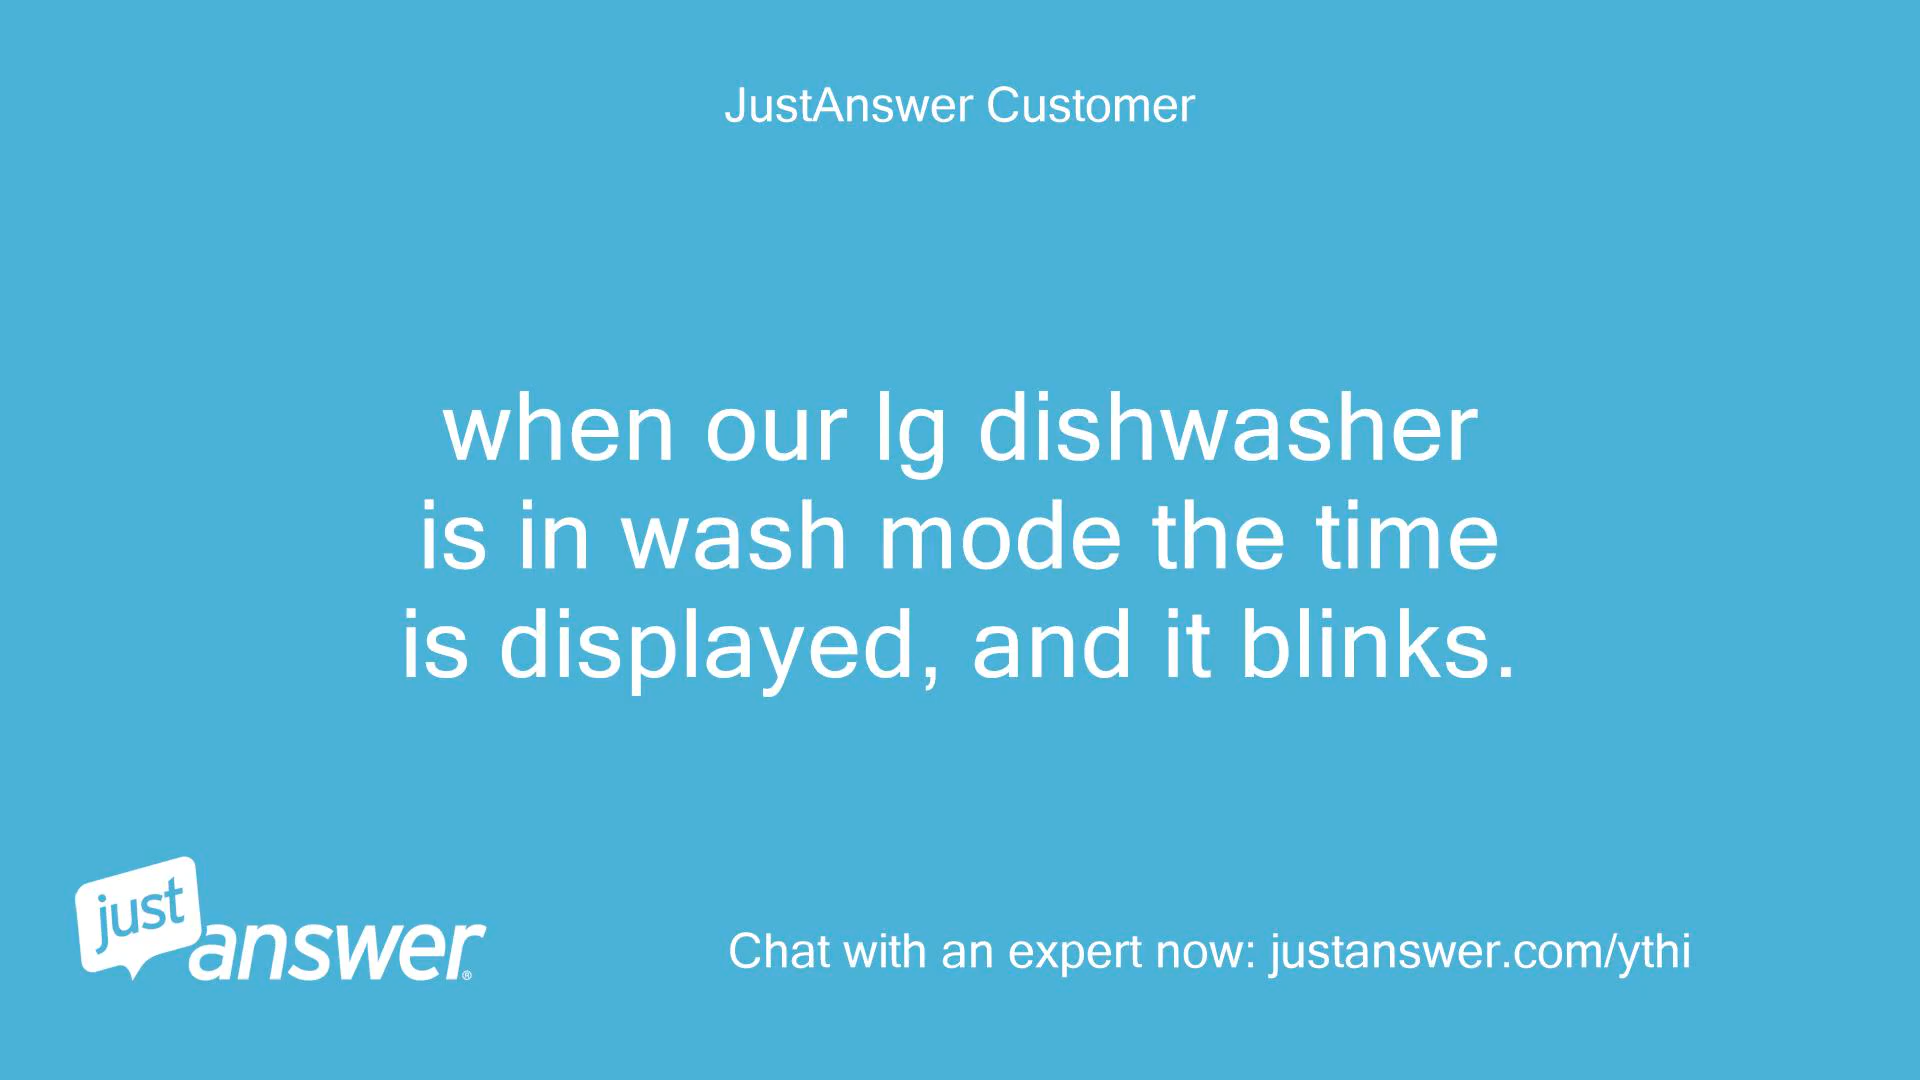 JustAnswer Customer
when our lg dishwasher
is in wash mode the time
is displayed, and it blinks.
just
answer®
Chat with an expert now: justanswer.com/ythi